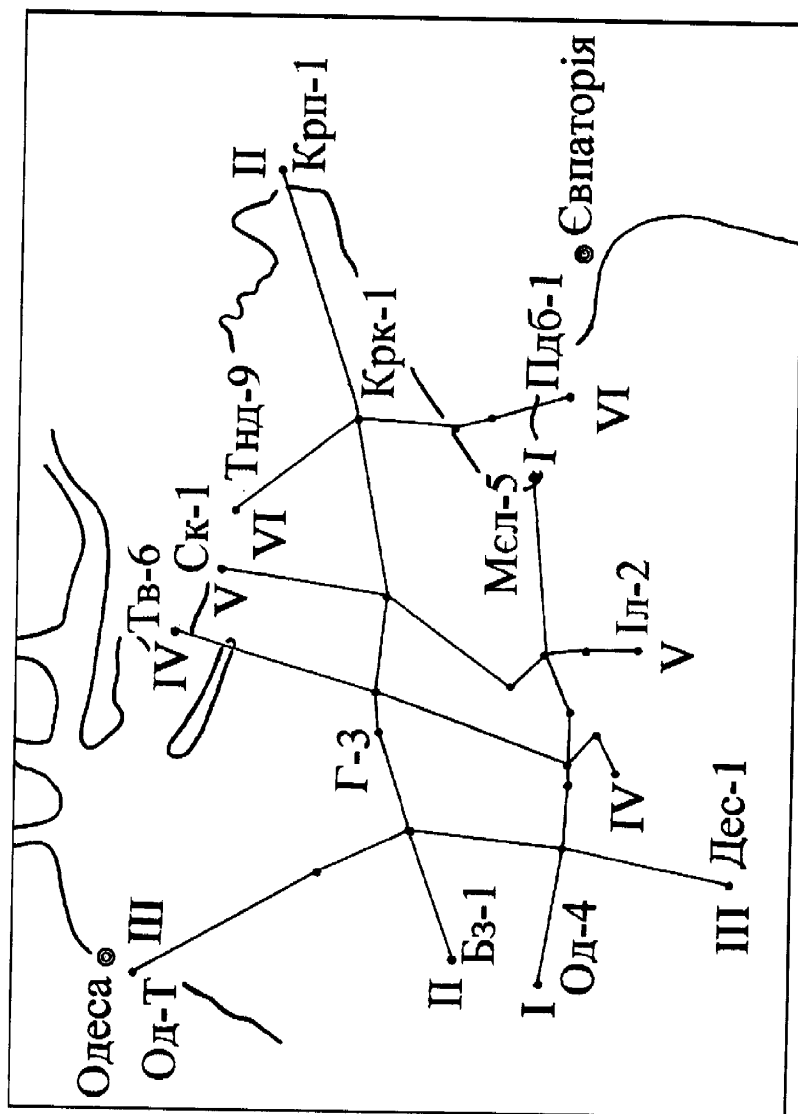 Одеса
Од-Т
III
Тв-6
IV
Ск-1
V
Тнд-9
VI
II
Крп-1
Г-3
Крк-1
II
Бз-1
I
Од-4
Мєл-5
I
Пдб-1
Євпаторія
VI
Іл-2
V
IV
III
Дес-1